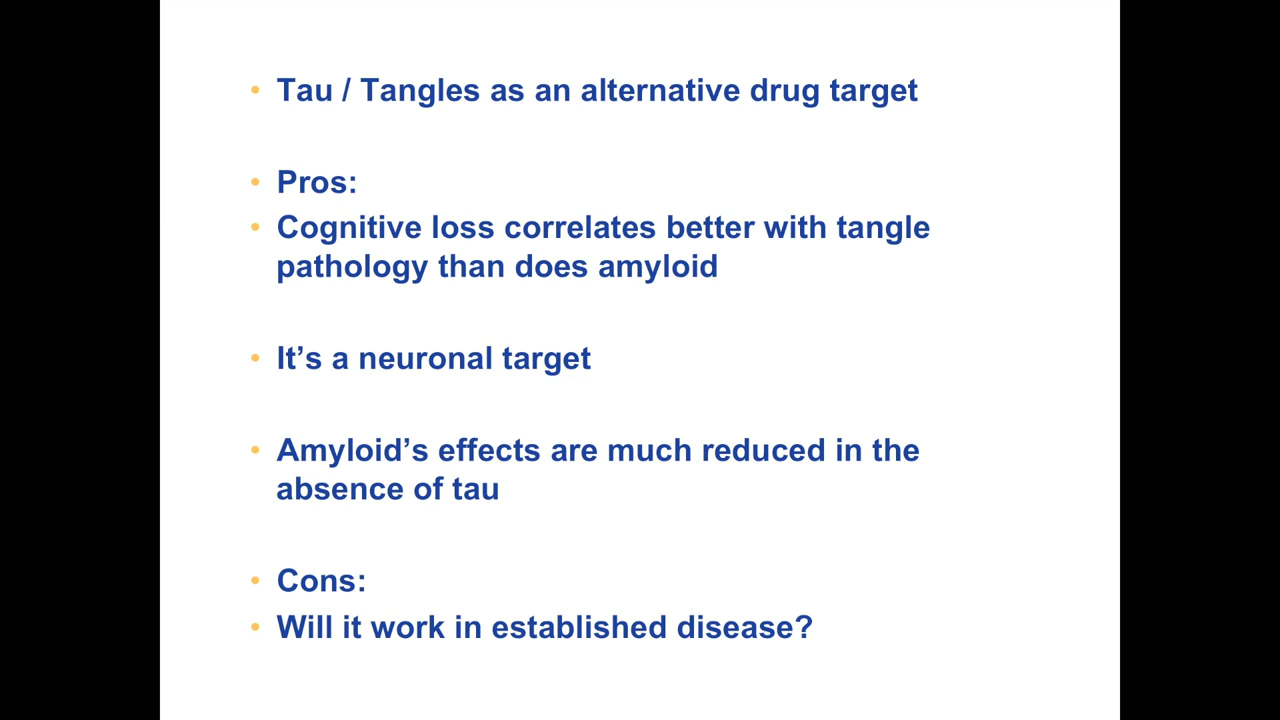 • Tau / Tangles as an alternative drug target
• Pros:
• Cognitive loss correlates better with tangle
pathology than does amyloid
• It’s a neuronal target
• Amyloid’s effects are much reduced in the
absence of tau
• Cons:
• Will it work in established disease?